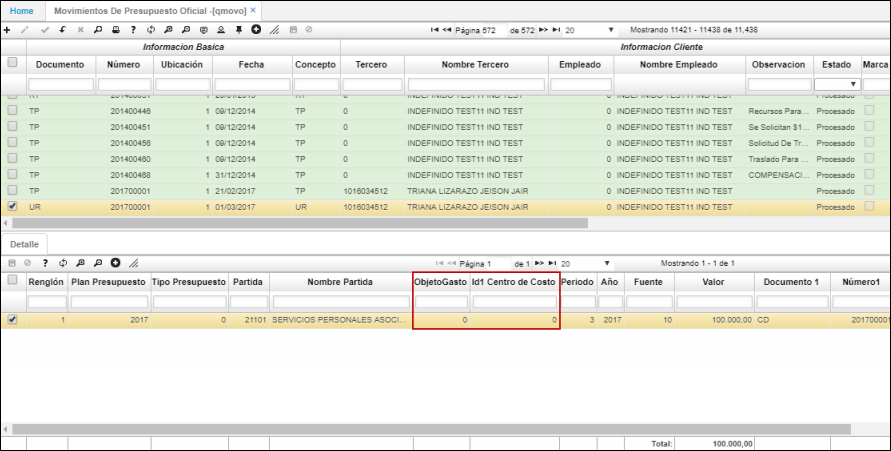 Home Movimientos De Presupuesto Oficial -[qmovo] ×
Página 572 de 572 20 Mostrando 11421 - 11438 de 11,438
Informacion Basica Informacion Cliente
Documento Número Ubicación Fecha Concepto Tercero Nombre Tercero Empleado Nombre Empleado Observacion Estado Marca
TP 201400446 1 09/12/2014 TP 0 INDEFINIDO TEST11 IND TEST 0 INDEFINIDO TEST11 IND TEST Recursos Para... Procesado
TP 201400451 1 09/12/2014 TP 0 INDEFINIDO TEST11 IND TEST 0 INDEFINIDO TEST11 IND TEST Se Solicitan $1... Procesado
TP 201400456 1 09/12/2014 TP 0 INDEFINIDO TEST11 IND TEST 0 INDEFINIDO TEST11 IND TEST Solicitud De Tr... Procesado
TP 201400460 1 09/12/2014 TP 0 INDEFINIDO TEST11 IND TEST 0 INDEFINIDO TEST11 IND TEST Traslado Para ... Procesado
TP 201400468 1 31/12/2014 TP 0 INDEFINIDO TEST11 IND TEST 0 INDEFINIDO TEST11 IND TEST COMPENSACI... Procesado
TP 201700001 1 21/02/2017 TP 1016034512 TRIANA LIZARAZO JEISON JAIR 0 INDEFINIDO TEST11 IND TEST Procesado
UR 201700001 1 01/03/2017 UR 1016034512 TRIANA LIZARAZO JEISON JAIR 0 INDEFINIDO TEST11 IND TEST Procesado
Detalle
Página 1 de 1 20 Mostrando 1 - 1 de 1
Renglón Plan Presupuesto Tipo Presupuesto Partida Nombre Partida ObjetoGasto Id1 Centro de Costo Periodo Año Fuente Valor Documento 1 Número1
1 2017 0 21101 SERVICIOS PERSONALES ASOCI... 0 0 3 2017 10 100.000,00 CD 201700001
Total: 100.000,00